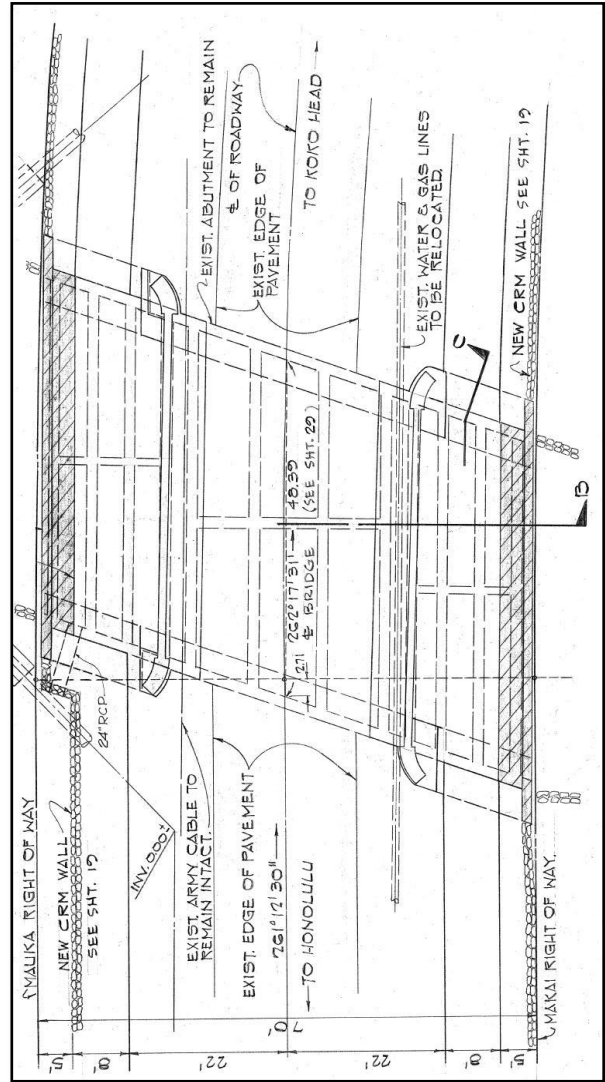 MAUKA RIGHT OF WAY
NEW CRM WALL
SEE SHT. 19
24" RCP
INV. 0.00±
EXIST. ARMY CABLE TO
REMAIN INTACT.
EXIST. EDGE OF PAVEMENT
261° 12' 30"
TO HONOLULU
70'
5'
8'
22'
22'
8'
5'
MAKAI RIGHT OF WAY
262° 17' 31"
48.39
℄ BRIDGE (SEE SHT. 29)
EXIST. ABUTMENT TO REMAIN
℄ OF ROADWAY
EXIST. EDGE OF
PAVEMENT
TO KOKO HEAD
EXIST. WATER & GAS LINES
TO BE RELOCATED.
C
NEW CRM WALL SEE SHT. 19
B